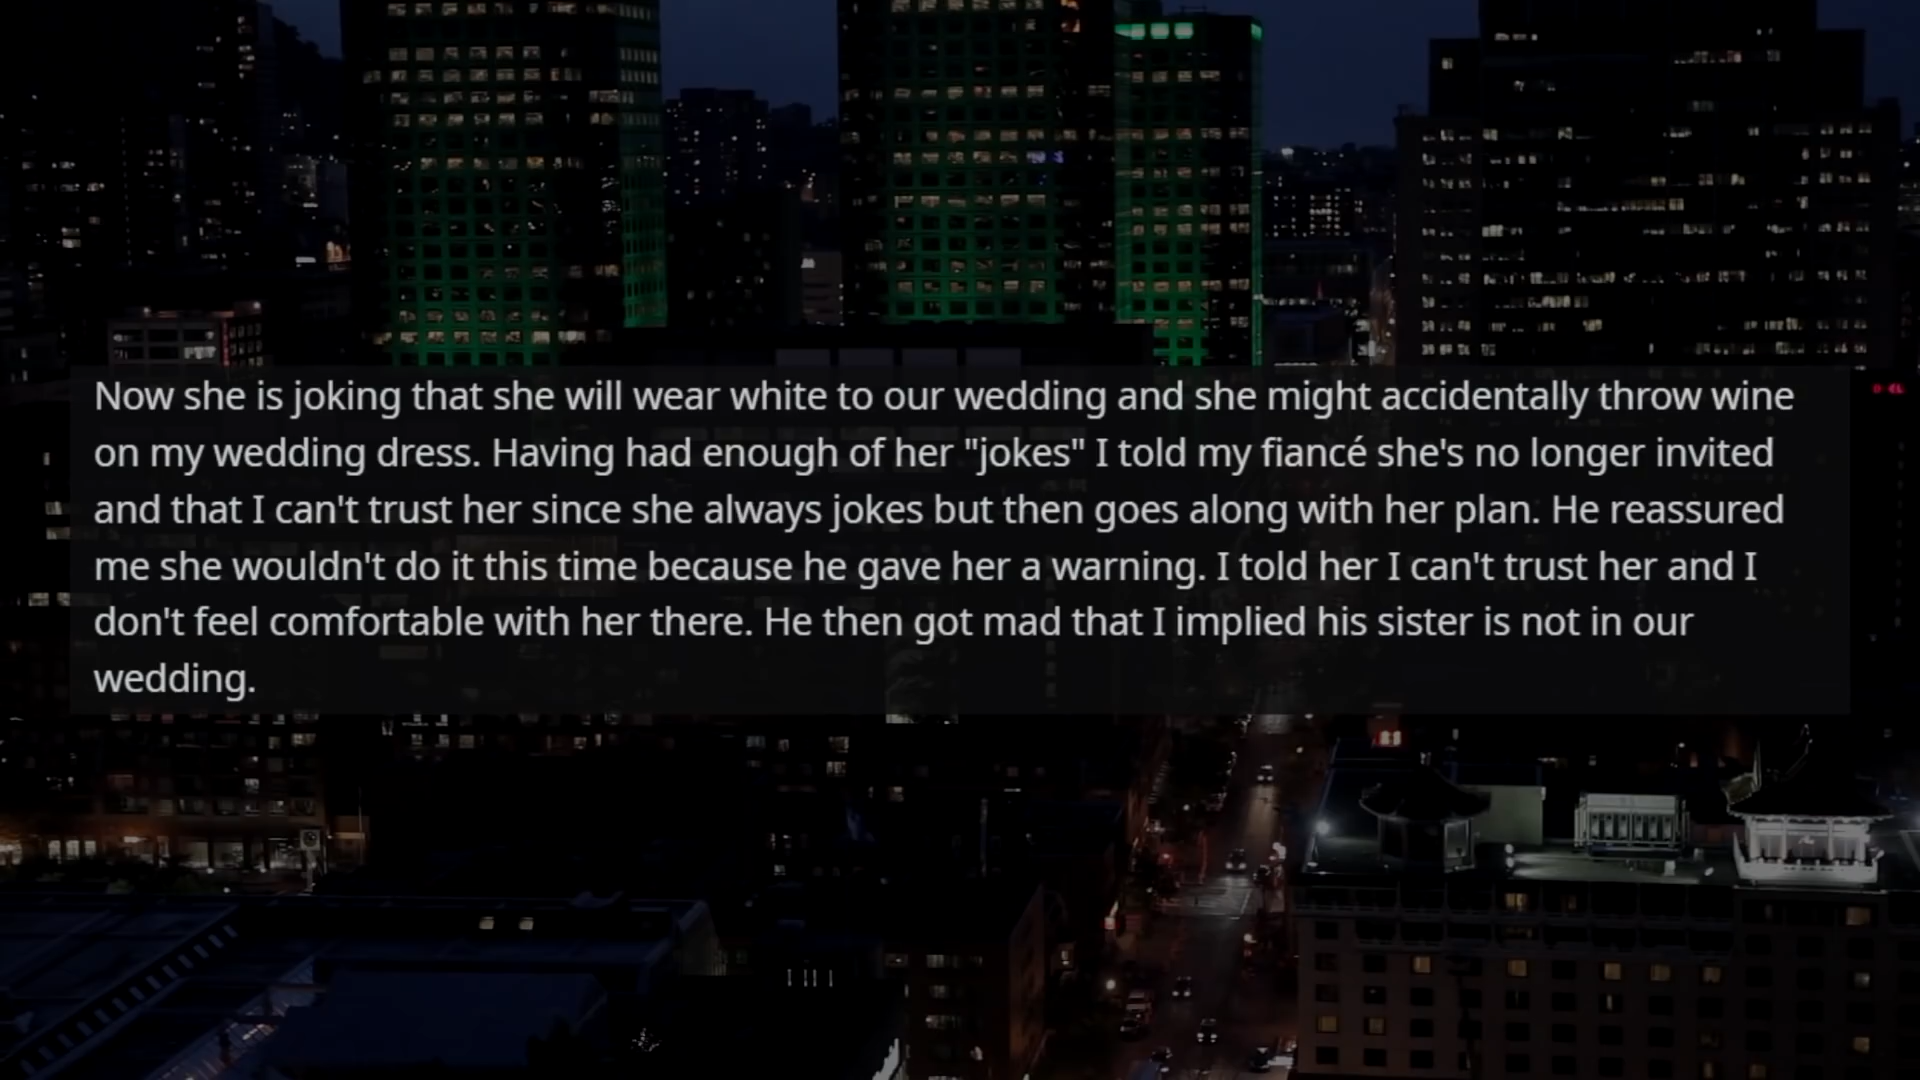 Now she is joking that she will wear white to our wedding and she might accidentally throw wine
on my wedding dress. Having had enough of her "jokes" I told my fiancé she's no longer invited
and that I can't trust her since she always jokes but then goes along with her plan. He reassured
me she wouldn't do it this time because he gave her a warning. I told her I can't trust her and I
don't feel comfortable with her there. He then got mad that I implied his sister is not in our
wedding.